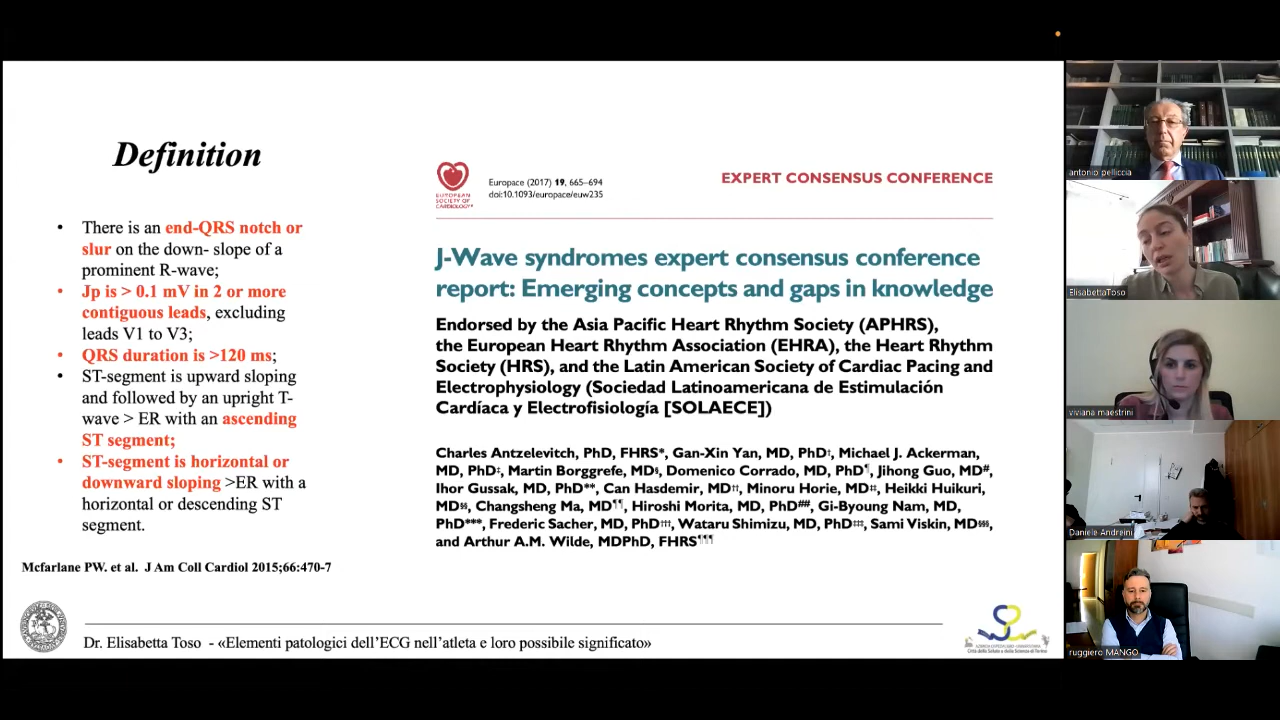 Definition
• There is an end-QRS notch or
slur on the down- slope of a
prominent R-wave;
• Jp is > 0.1 mV in 2 or more
contiguous leads, excluding
leads V1 to V3;
• QRS duration is >120 ms;
• ST-segment is upward sloping
and followed by an upright T-
wave > ER with an ascending
ST segment;
• ST-segment is horizontal or
downward sloping >ER with a
horizontal or descending ST
segment.
Mcfarlane PW. et al. J Am Coll Cardiol 2015;66:470-7
EUROPEAN
SOCIETY OF
CARDIOLOGY®
Europace (2017) 19, 665–694
doi:10.1093/europace/euw235
EXPERT CONSENSUS CONFERENCE
J-Wave syndromes expert consensus conference
report: Emerging concepts and gaps in knowledge
Endorsed by the Asia Pacific Heart Rhythm Society (APHRS),
the European Heart Rhythm Association (EHRA), the Heart Rhythm
Society (HRS), and the Latin American Society of Cardiac Pacing and
Electrophysiology (Sociedad Latinoamericana de Estimulación
Cardíaca y Electrofisiología [SOLAECE])
Charles Antzelevitch, PhD, FHRS*, Gan-Xin Yan, MD, PhD†, Michael J. Ackerman,
MD, PhD‡, Martin Borggrefe, MD§, Domenico Corrado, MD, PhD¶, Jihong Guo, MD#,
Ihor Gussak, MD, PhD**, Can Hasdemir, MD††, Minoru Horie, MD‡‡, Heikki Huikuri,
MD§§, Changsheng Ma, MD¶¶, Hiroshi Morita, MD, PhD##, Gi-Byoung Nam, MD,
PhD***, Frederic Sacher, MD, PhD†††, Wataru Shimizu, MD, PhD‡‡‡, Sami Viskin, MD§§§,
and Arthur A.M. Wilde, MDPhD, FHRS¶¶¶
Dr. Elisabetta Toso - «Elementi patologici dell'ECG nell'atleta e loro possibile significato»
Città della Salute e della Scienza di Torino
antonio pelliccia
ElisabettaToso
viviana maestrini
Daniele Andreini
ruggiero MANGO